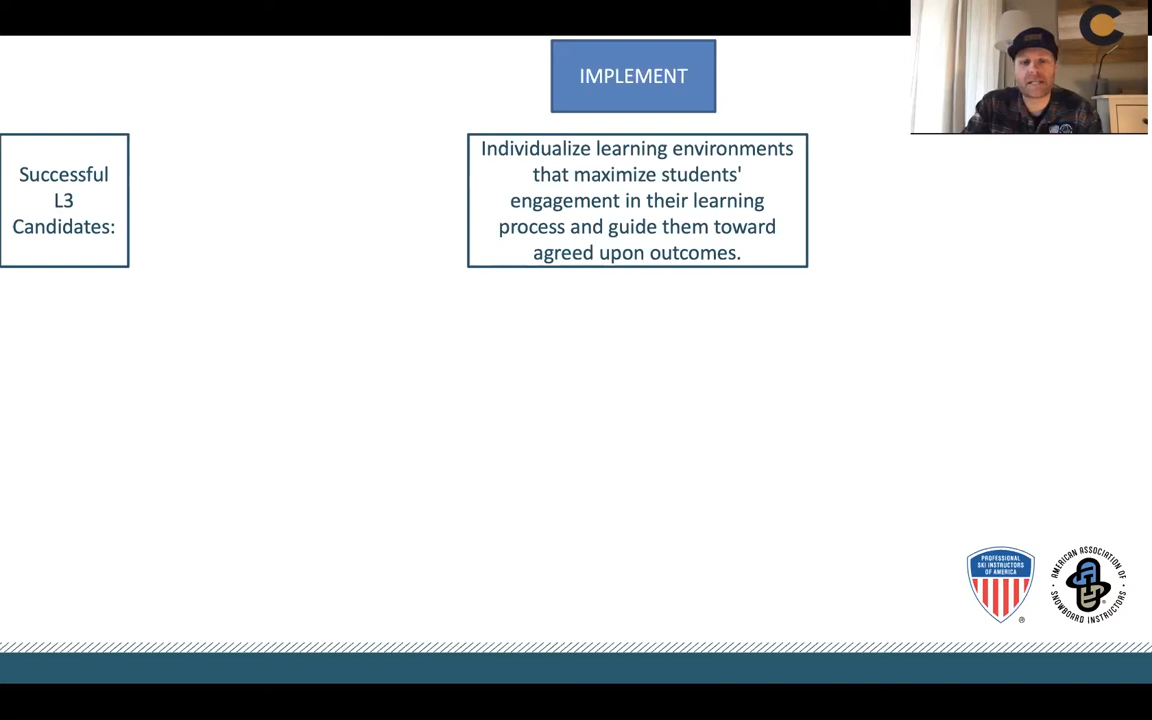 IMPLEMENT
Successful
L3
Candidates:
Individualize learning environments
that maximize students'
engagement in their learning
process and guide them toward
agreed upon outcomes.
PROFESSIONAL
SKI INSTRUCTORS
OF AMERICA
®
AMERICAN ASSOCIATION OF
SNOWBOARD INSTRUCTORS